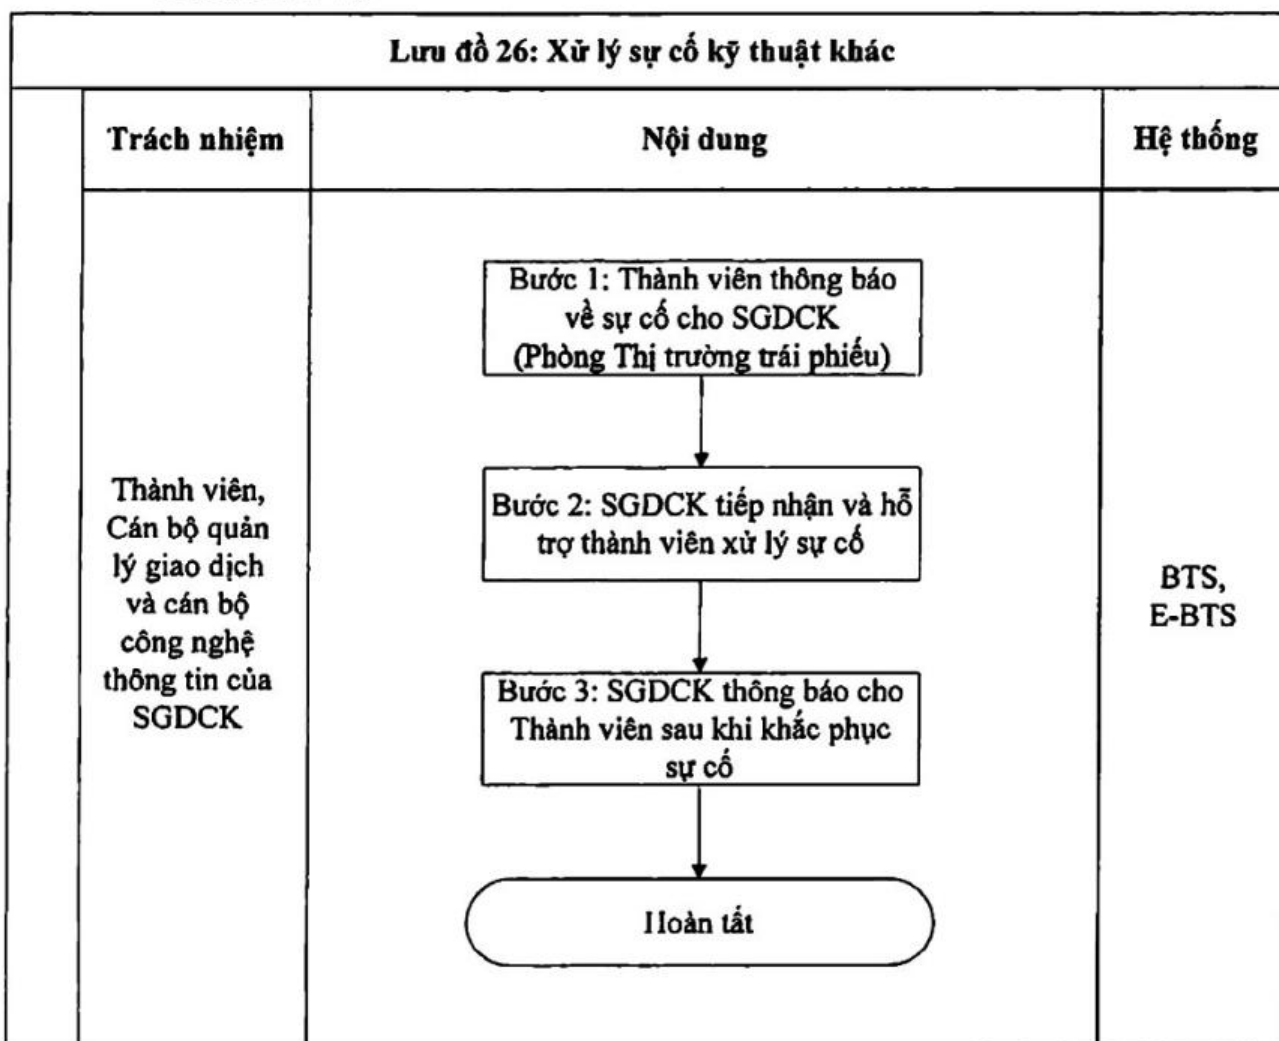 Lưu đồ 26: Xử lý sự cố kỹ thuật khác
Trách nhiệm
Nội dung
Hệ thống
Thành viên,
Cán bộ quản
lý giao dịch
và cán bộ
công nghệ
thông tin của
SGDCK
Bước 1: Thành viên thông báo
về sự cố cho SGDCK
(Phòng Thị trường trái phiếu)
Bước 2: SGDCK tiếp nhận và hỗ
trợ thành viên xử lý sự cố
Bước 3: SGDCK thông báo cho
Thành viên sau khi khắc phục
sự cố
Hoàn tất
BTS,
E-BTS